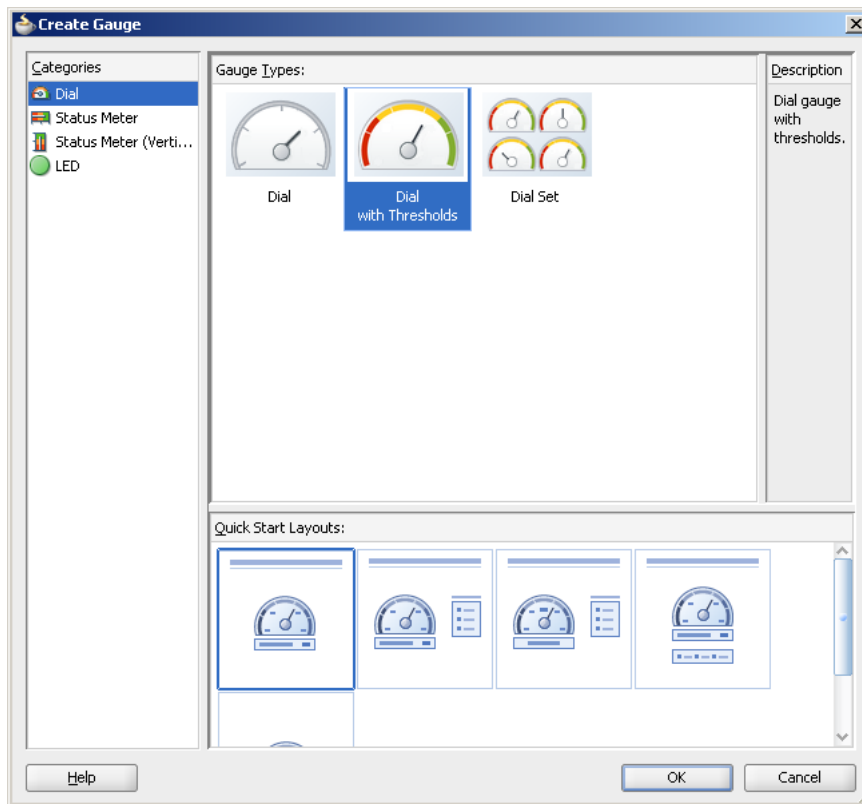 Create Gauge
Categories
Dial
Status Meter
Status Meter (Verti...
LED
Gauge Types:
Dial
Dial
with Thresholds
Dial Set
Description
Dial gauge
with
thresholds.
Quick Start Layouts:
Help
OK
Cancel